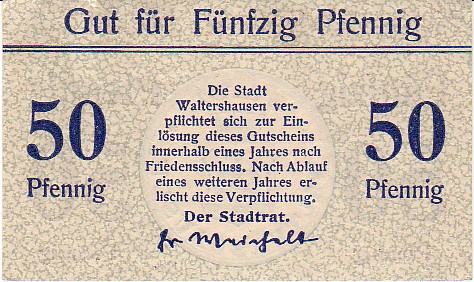 Gut für Fünfzig Pfennig
50
Pfennig
Die Stadt
Waltershausen ver-
pflichtet sich zur Ein-
lösung dieses Gutscheins
innerhalb eines Jahres nach
Friedensschluss. Nach Ablauf
eines weiteren Jahres er-
lischt diese Verpflichtung.
Der Stadtrat.
50
Pfennig